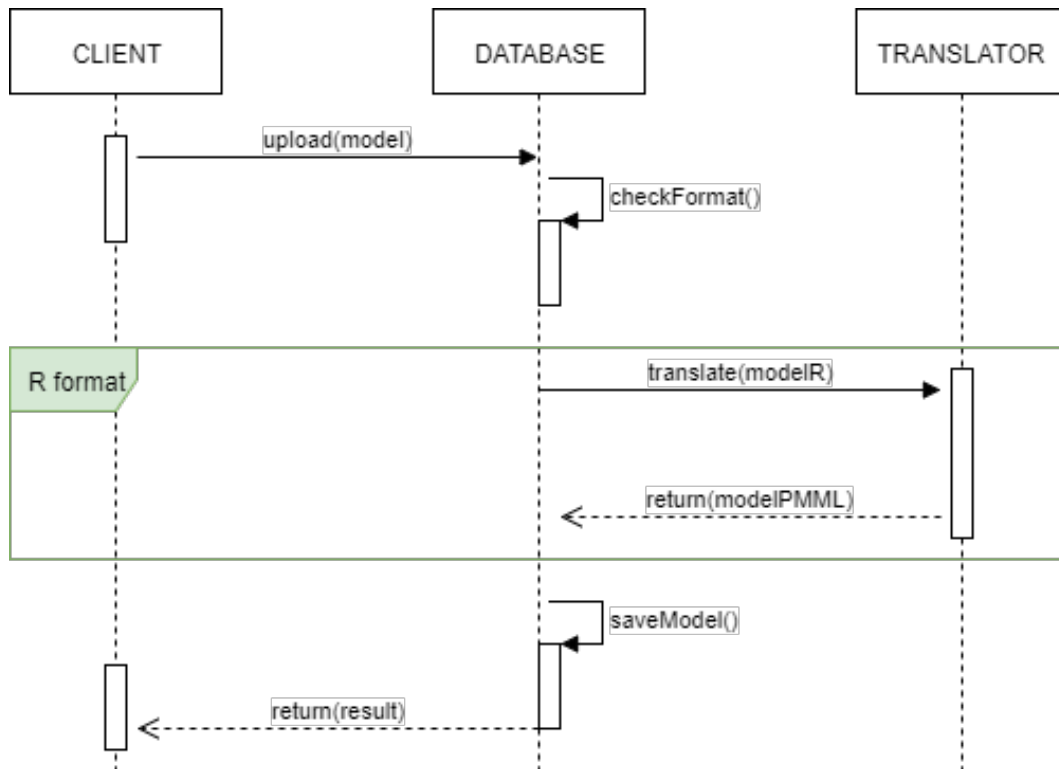 CLIENT
DATABASE
TRANSLATOR
upload(model)
checkFormat()
R format
translate(modelR)
return(modelPMML)
saveModel()
return(result)